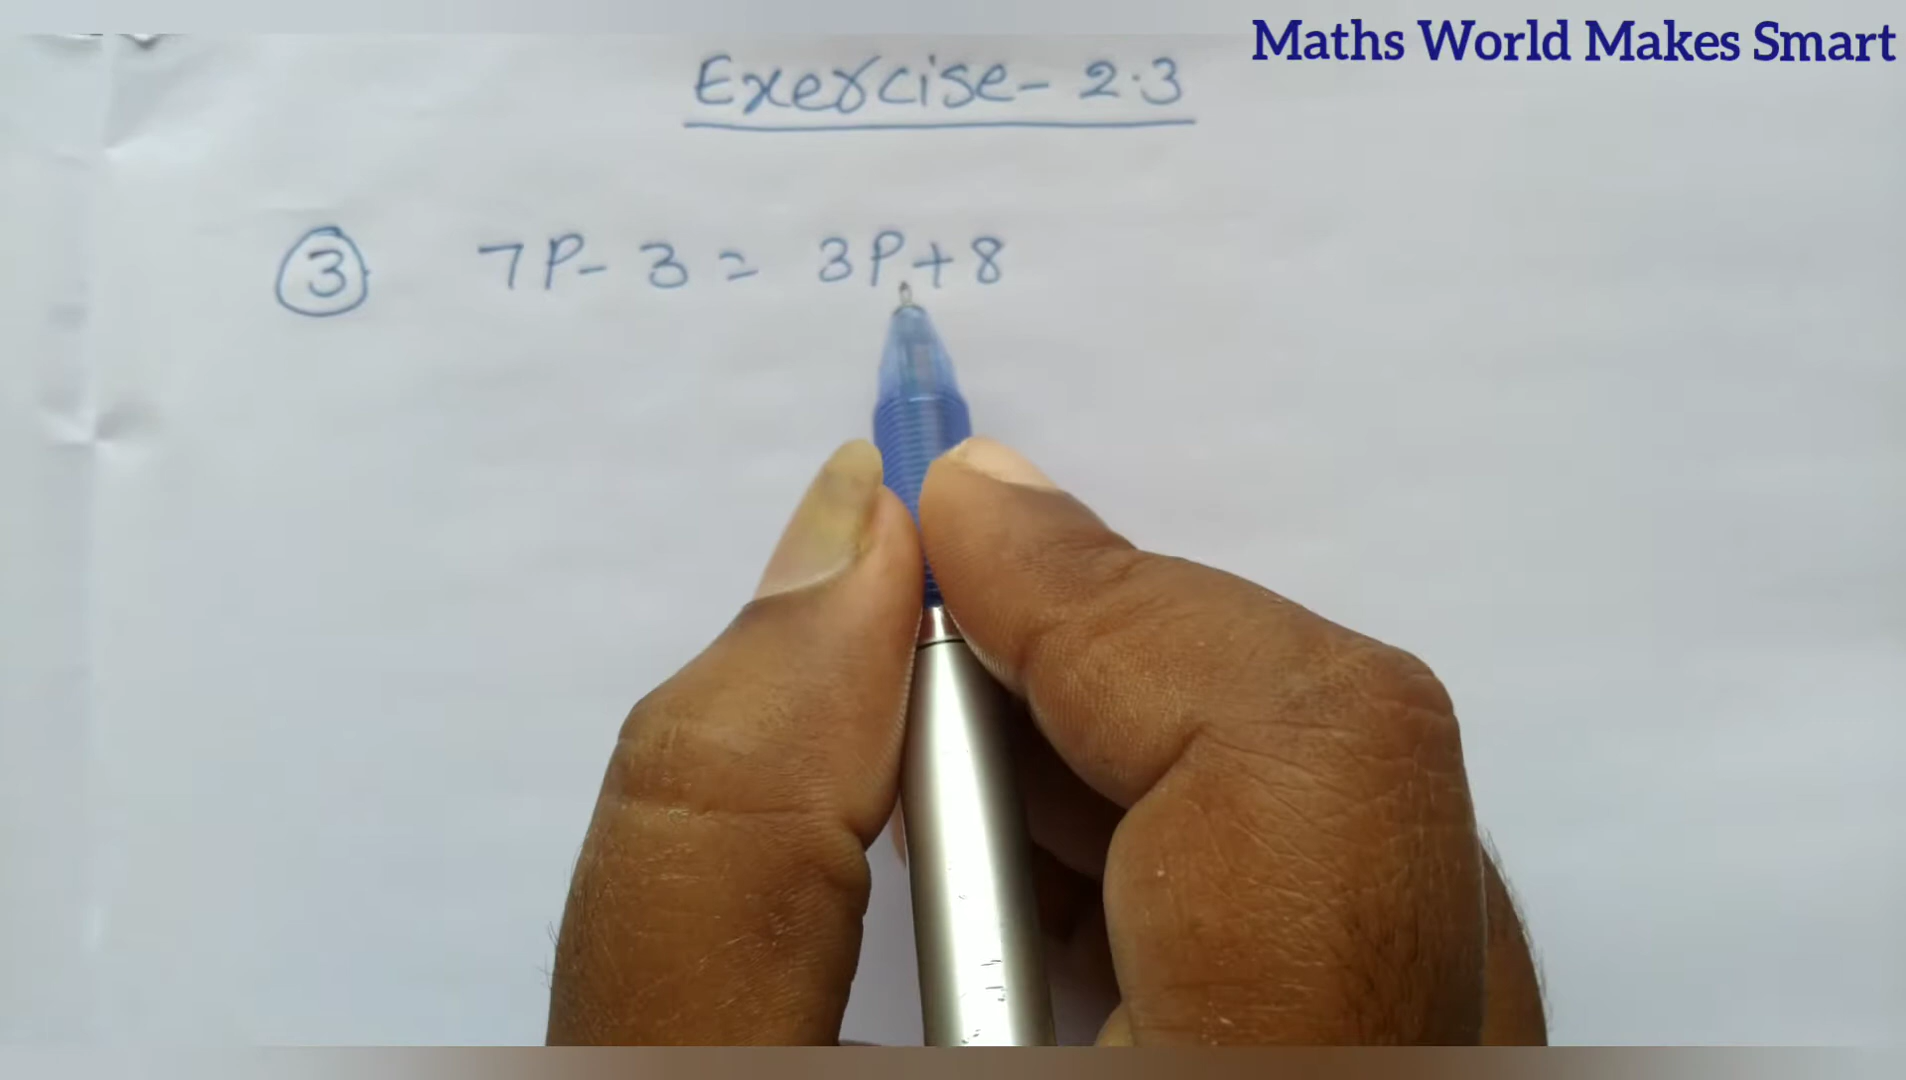 Maths World Makes Smart
Exercise - 2.3
3 7P - 3 = 3P + 8